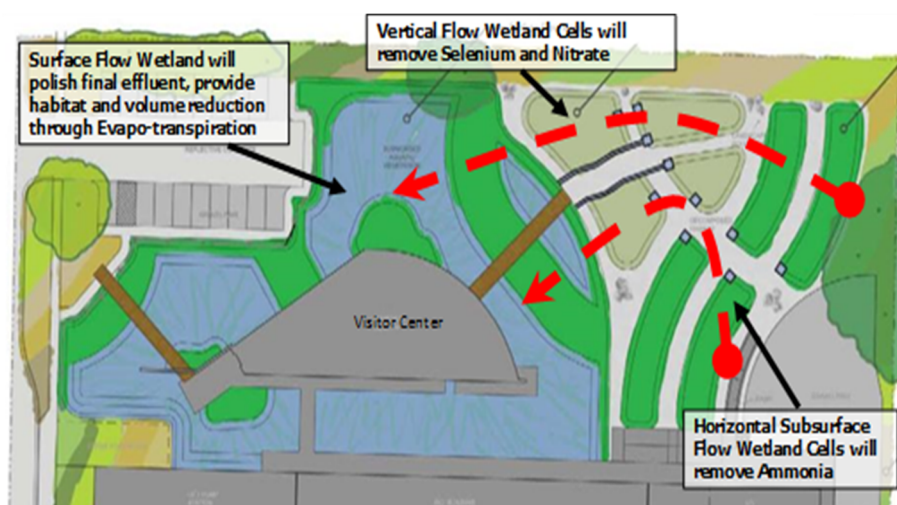 Vertical Flow Wetland Cells will
remove Selenium and Nitrate
Surface Flow Wetland will
polish final effluent, provide
habitat and volume reduction
through Evapo-transpiration
Visitor Center
Horizontal Subsurface
Flow Wetland Cells will
remove Ammonia